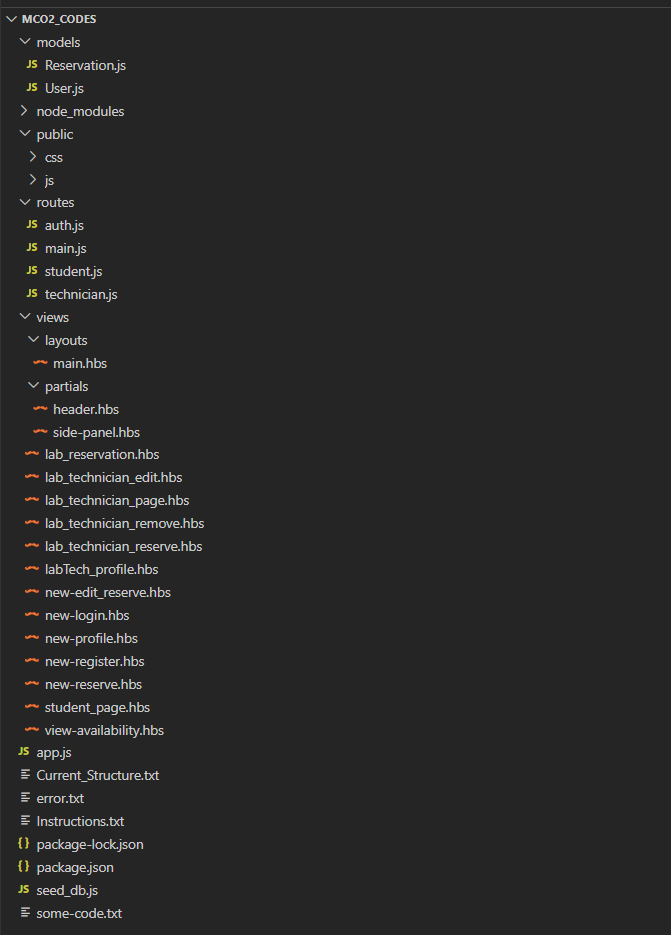 MCO2_CODES
models
JS Reservation.js
JS User.js
node_modules
public
css
js
routes
JS auth.js
JS main.js
JS student.js
JS technician.js
views
layouts
main.hbs
partials
header.hbs
side-panel.hbs
lab_reservation.hbs
lab_technician_edit.hbs
lab_technician_page.hbs
lab_technician_remove.hbs
lab_technician_reserve.hbs
labTech_profile.hbs
new-edit_reserve.hbs
new-login.hbs
new-profile.hbs
new-register.hbs
new-reserve.hbs
student_page.hbs
view-availability.hbs
JS app.js
Current_Structure.txt
error.txt
Instructions.txt
{} package-lock.json
{} package.json
JS seed_db.js
some-code.txt